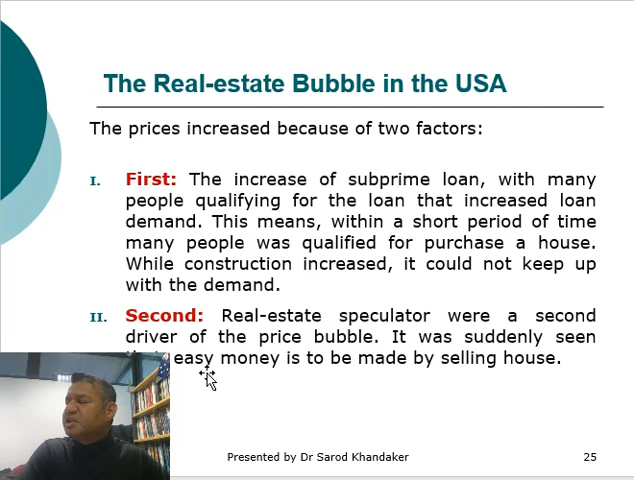 The Real-estate Bubble in the USA
The prices increased because of two factors:
I. First: The increase of subprime loan, with many
people qualifying for the loan that increased loan
demand. This means, within a short period of time
many people was qualified for purchase a house.
While construction increased, it could not keep up
with the demand.
II. Second: Real-estate speculator were a second
driver of the price bubble. It was suddenly seen
easy money is to be made by selling house.
Presented by Dr Sarod Khandaker 25